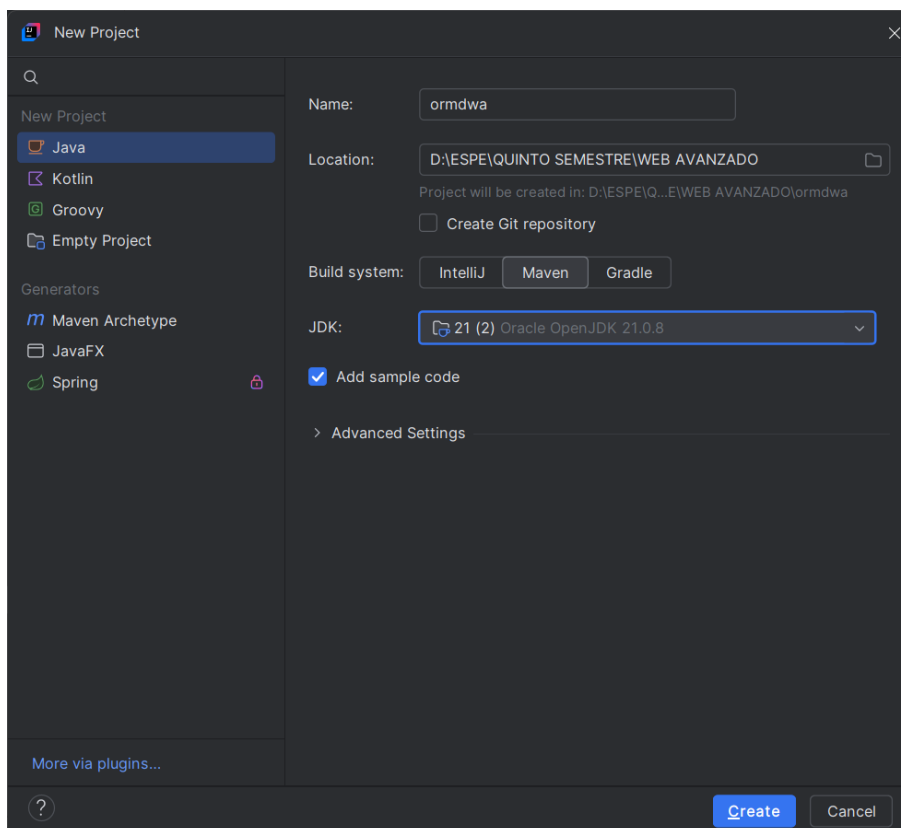 New Project
New Project
Java
Kotlin
Groovy
Empty Project
Generators
Maven Archetype
JavaFX
Spring
More via plugins...
Name: ormdwa
Location: D:\ESPE\QUINTO SEMESTRE\WEB AVANZADO
Project will be created in: D:\ESPE\Q...E\WEB AVANZADO\ormdwa
Create Git repository
Build system: IntelliJ Maven Gradle
JDK: 21 (2) Oracle OpenJDK 21.0.8
Add sample code
Advanced Settings
? Create Cancel